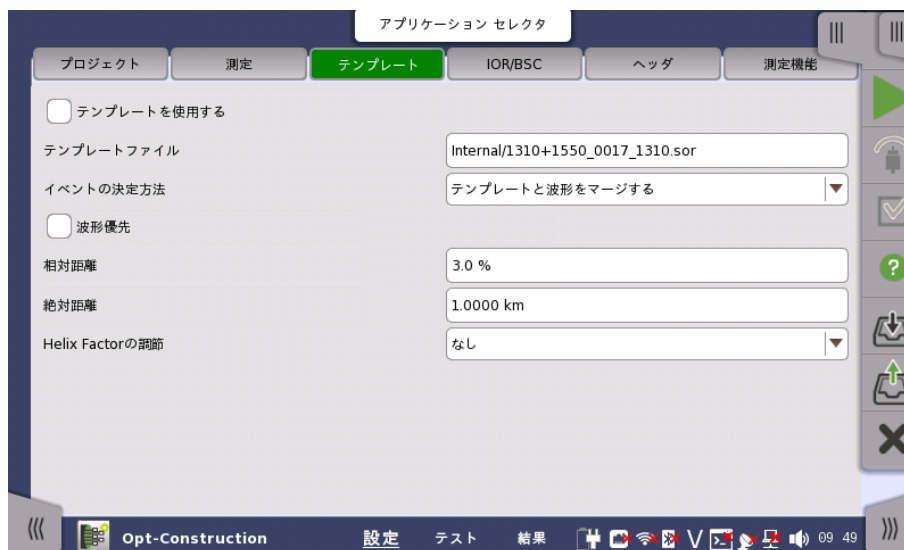 アプリケーション セレクタ
プロジェクト 測定 テンプレート IOR/BSC ヘッダ 測定機能
テンプレートを使用する
テンプレートファイル Internal/1310+1550_0017_1310.sor
イベントの決定方法 テンプレートと波形をマージする
波形優先
相対距離 3.0 %
絶対距離 1.0000 km
Helix Factorの調節 なし
Opt-Construction 設定 テスト 結果 09 49